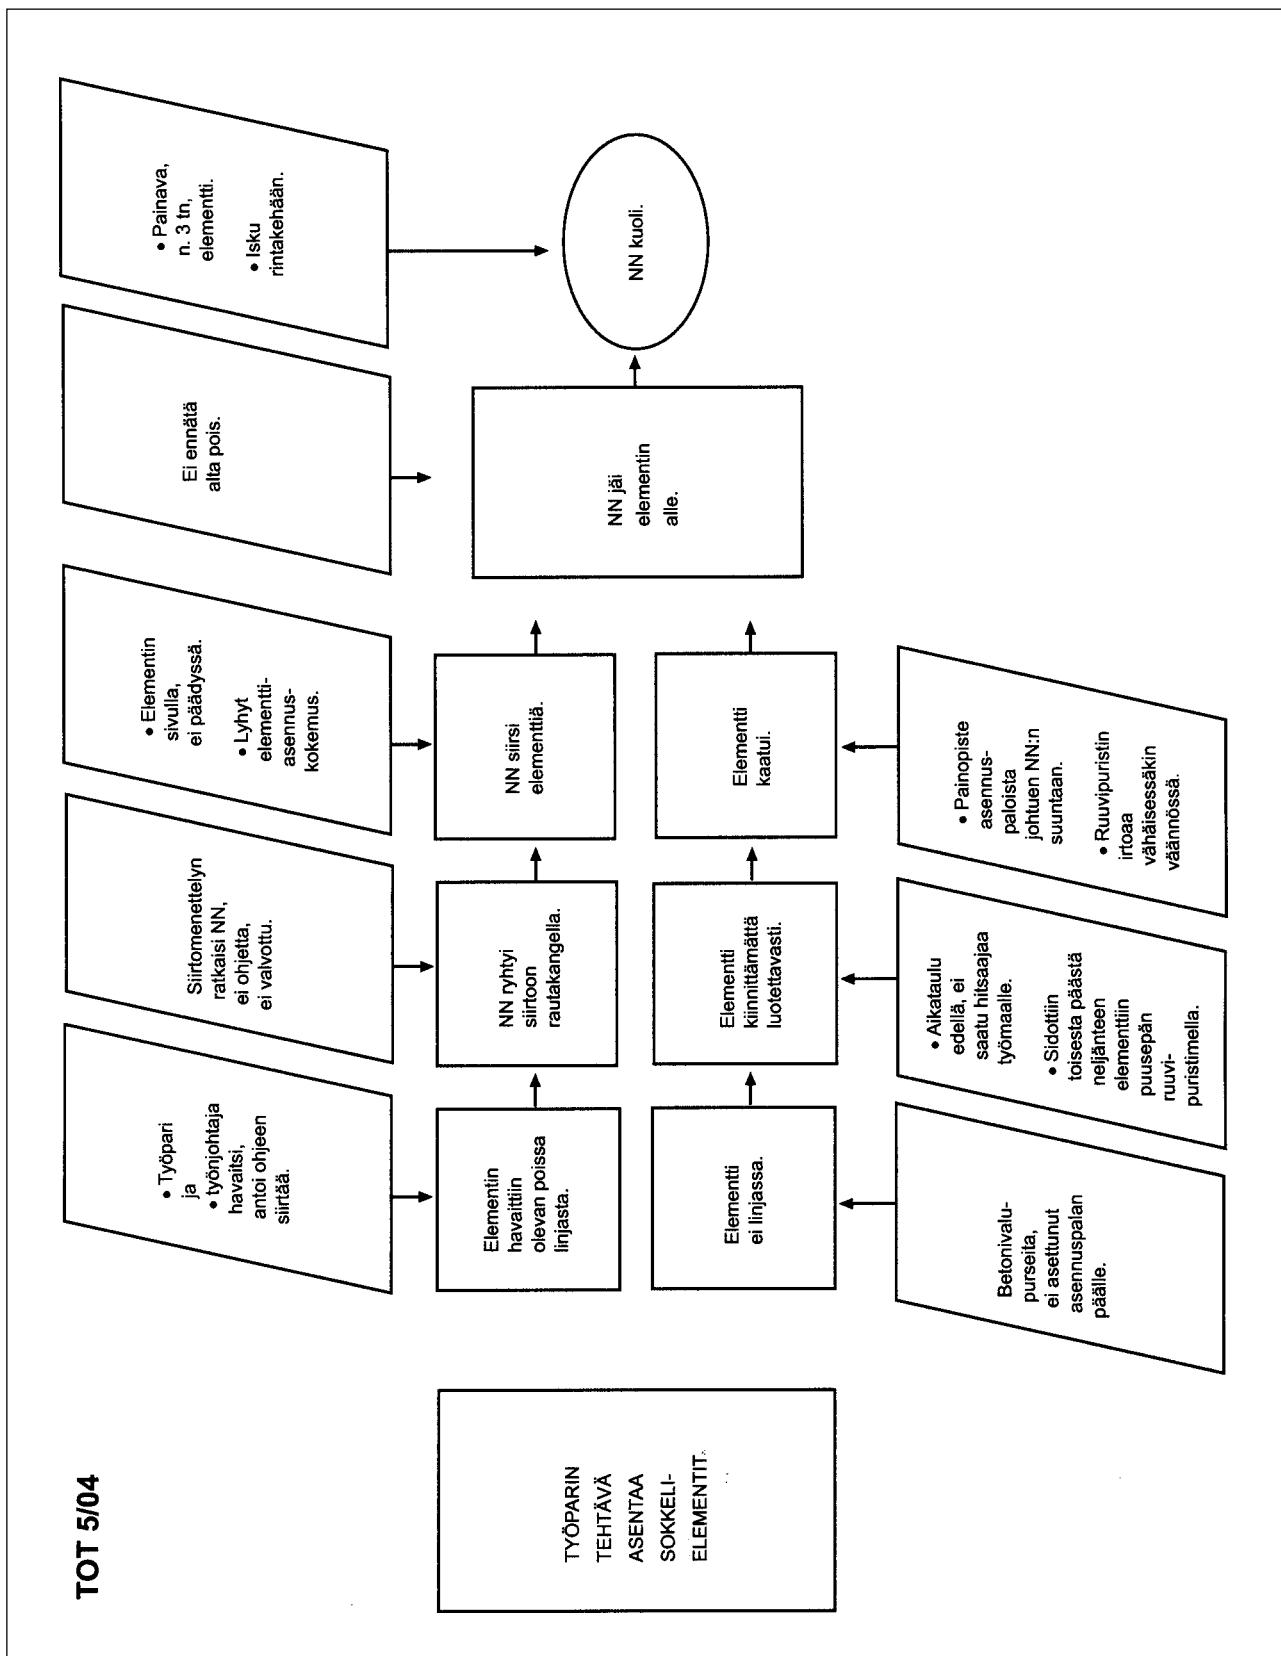 TOT 5/04
TYÖPARIN
TEHTÄVÄ
ASENTAA
SOKKELI-
ELEMENTIT.
• Työpari
ja
• työnjohtaja
havaitsi,
antoi ohjeen
siirtää.
Siirtomenettelyn
ratkaisi NN,
ei ohjetta,
ei valvottu.
• Elementin
sivulla,
ei päädyssä.
• Lyhyt
elementti-
asennus-
kokemus.
Ei ennätä
alta pois.
• Painava,
n. 3 tn,
elementti.
• Isku
rintakehään.
Elementin
havaittiin
olevan poissa
linjasta.
NN ryhtyi
siirtoon
rautakangella.
NN siirsi
elementtiä.
NN jäi
elementin
alle.
NN kuoli.
Elementti
ei linjassa.
Elementti
kiinnittämättä
luotettavasti.
Elementti
kaatui.
Betonivalu-
purseita,
ei asettunut
asennuspalan
päälle.
• Aikataulu
edellä, ei
saatu hitsaajaa
työmaalle.
• Sidottiin
toisesta päästä
neljänteen
elementtiin
puusepän
ruuvi-
puristimella.
• Painopiste
asennus-
paloista
johtuen NN:n
suuntaan.
• Ruuvipuristin
irtoaa
vähäisessäkin
väännössä.